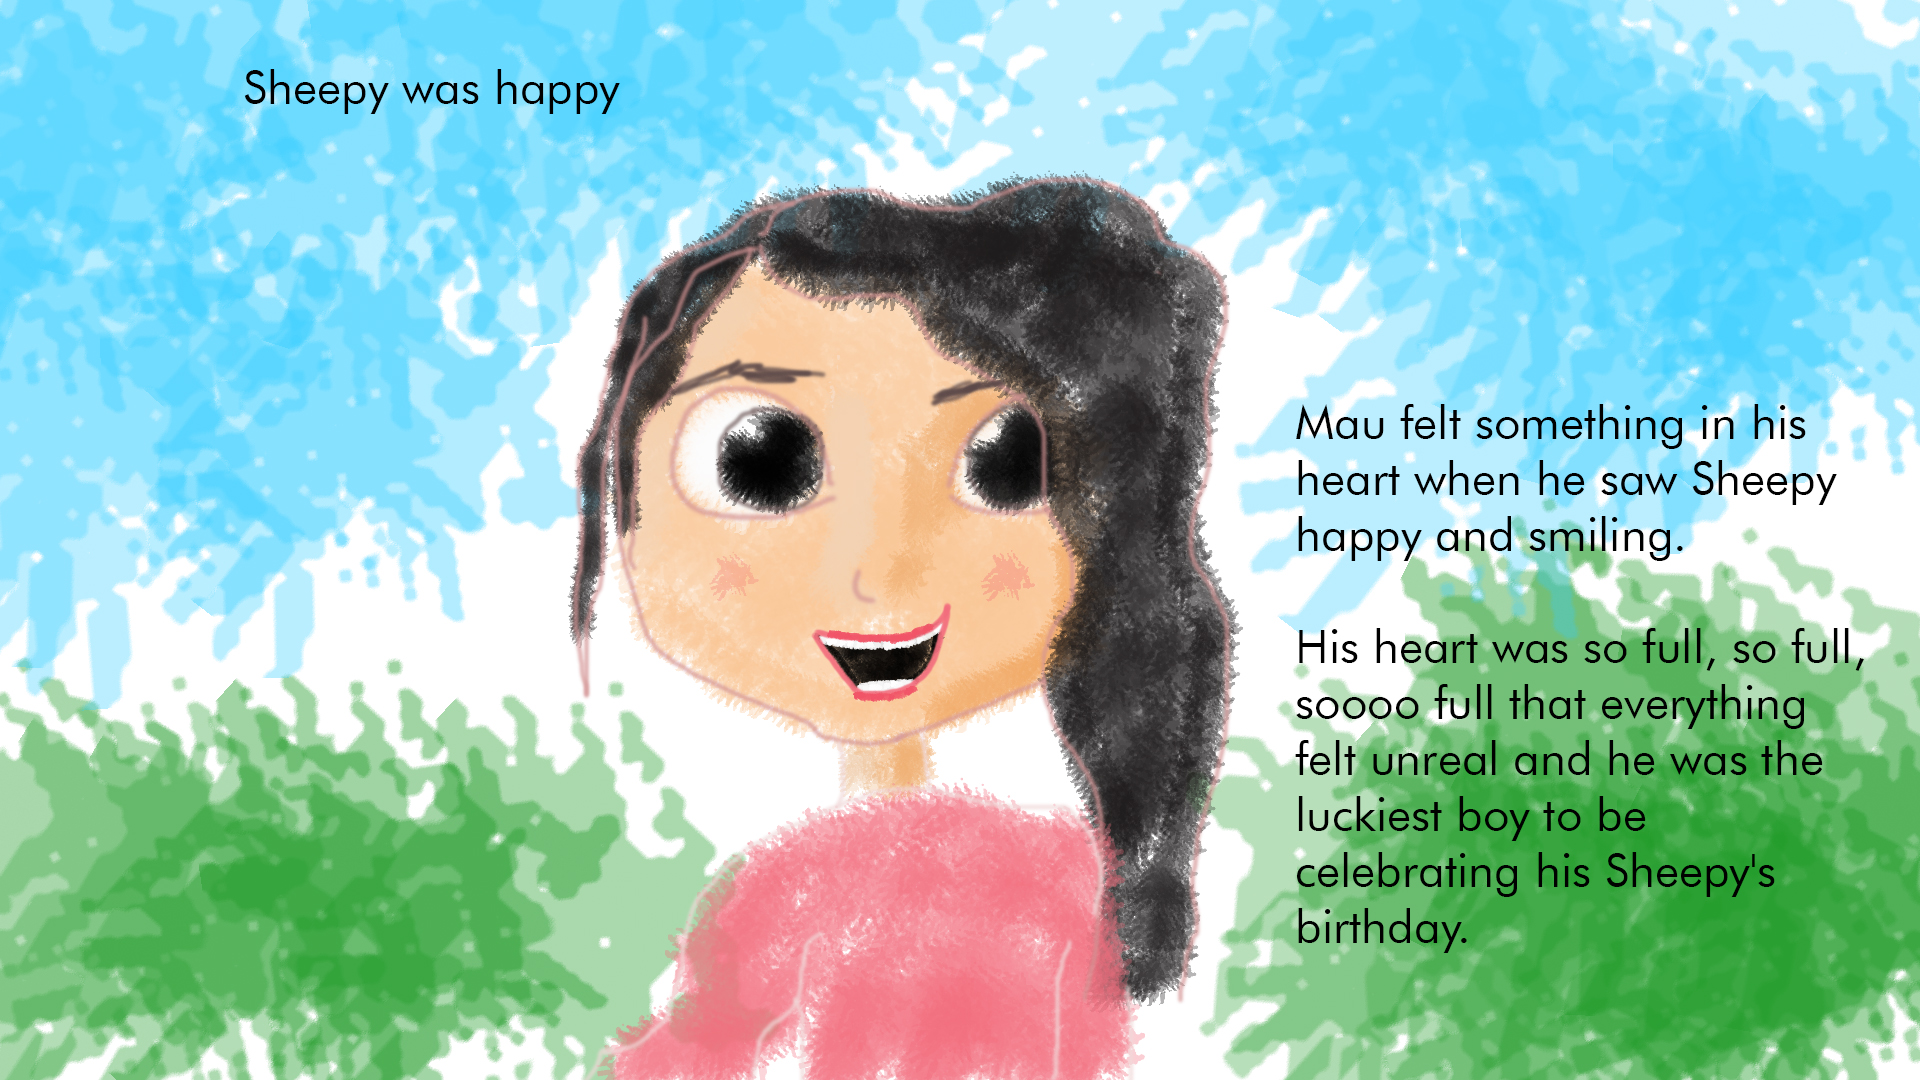 Sheepy was happy
Mau felt something in his
heart when he saw Sheepy
happy and smiling.
His heart was so full, so full,
soooo full that everything
felt unreal and he was the
luckiest boy to be
celebrating his Sheepy's
birthday.